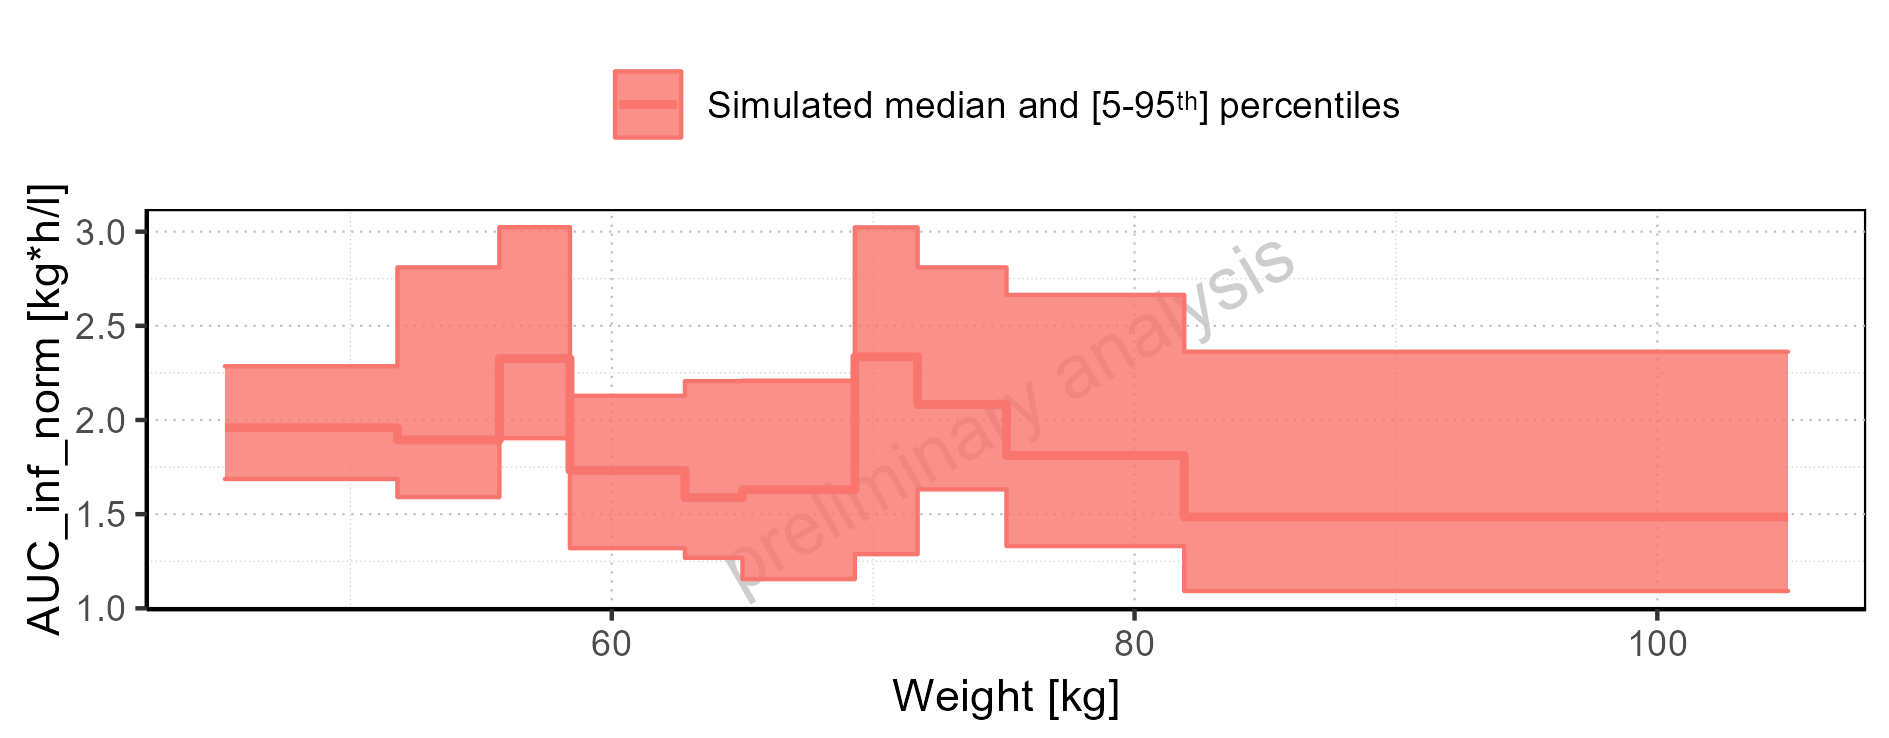 Simulated median and [5-95th] percentiles
AUC_inf_norm [kg*h/l]
3.0
2.5
2.0
1.5
1.0
preliminary analysis
60 80 100
Weight [kg]